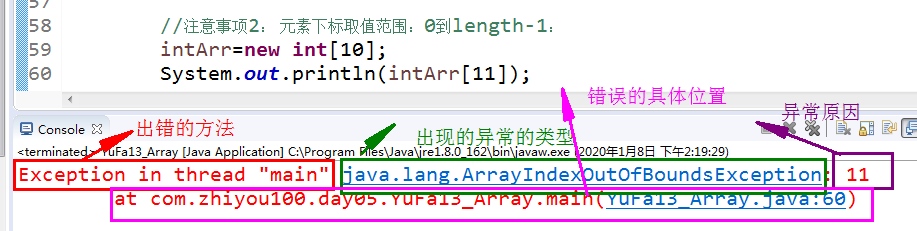 58 //注意事项2：元素下标取值范围：0到length-1；
59 intArr=new int[10];
60 System.out.println(intArr[11]);
错误的具体位置
异常原因
Console
出错的方法
出现的异常的类型
<terminated> YuFa13_Array [Java Application] C:\Program Files\Java\jre1.8.0_162\bin\javaw.exe (2020年1月8日 下午2:19:29)
Exception in thread "main" java.lang.ArrayIndexOutOfBoundsException: 11
at com.zhiyou100.day05.YuFa13_Array.main(YuFa13_Array.java:60)